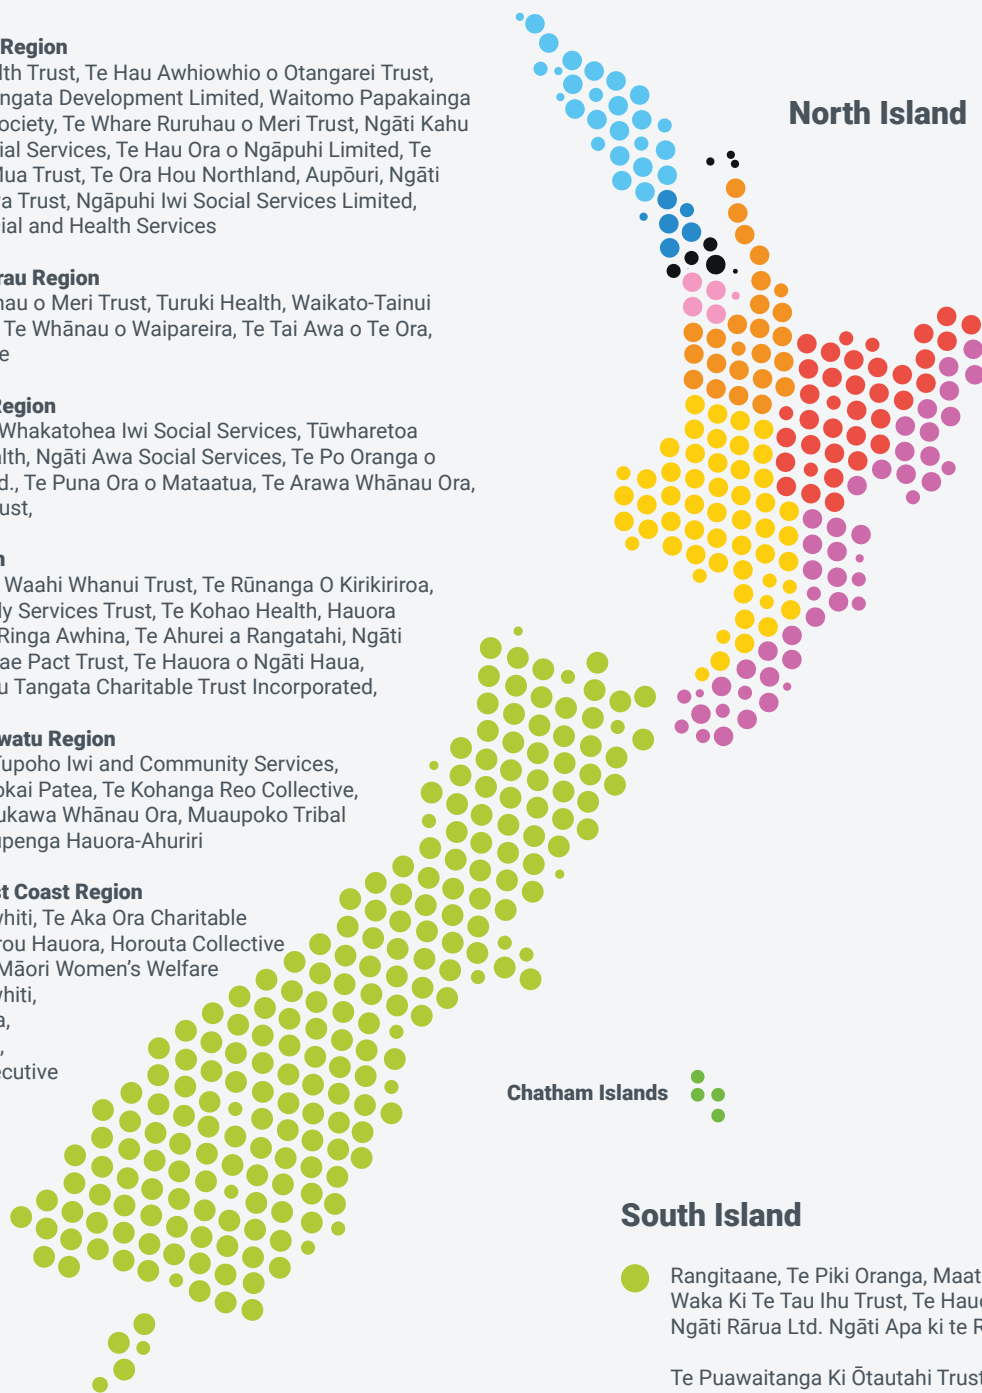 Region
lth Trust, Te Hau Awhiowhio o Otangarei Trust,
ngata Development Limited, Waitomo Papakainga
ociety, Te Whare Ruruhau o Meri Trust, Ngāti Kahu
ial Services, Te Hau Ora o Ngāpuhi Limited, Te
Mua Trust, Te Ora Hou Northland, Aupōuri, Ngāti
a Trust, Ngāpuhi Iwi Social Services Limited,
ial and Health Services
North Island
rau Region
nau o Meri Trust, Turuki Health, Waikato-Tainui
Te Whānau o Waipareira, Te Tai Awa o Te Ora,
e
Region
Whakatohea Iwi Social Services, Tūwharetoa
lth, Ngāti Awa Social Services, Te Po Oranga o
d., Te Puna Ora o Mataatua, Te Arawa Whānau Ora,
ust,
n
Waahi Whanui Trust, Te Rūnanga O Kirikiriroa,
ly Services Trust, Te Kohao Health, Hauora
Ringa Awhina, Te Ahurei a Rangatahi, Ngāti
ae Pact Trust, Te Hauora o Ngāti Haua,
u Tangata Charitable Trust Incorporated,
watu Region
Tupoho Iwi and Community Services,
okai Patea, Te Kohanga Reo Collective,
ukawa Whānau Ora, Muaupoko Tribal
upenga Hauora-Ahuriri
st Coast Region
whiti, Te Aka Ora Charitable
rou Hauora, Horouta Collective
Māori Women's Welfare
whiti,
a,
,
ecutive
Chatham Islands
South Island
Rangitaane, Te Piki Oranga, Maat
Waka Ki Te Tau Ihu Trust, Te Hau
Ngāti Rārua Ltd. Ngāti Apa ki te R
Te Puawaitanga Ki Ōtautahi Trust